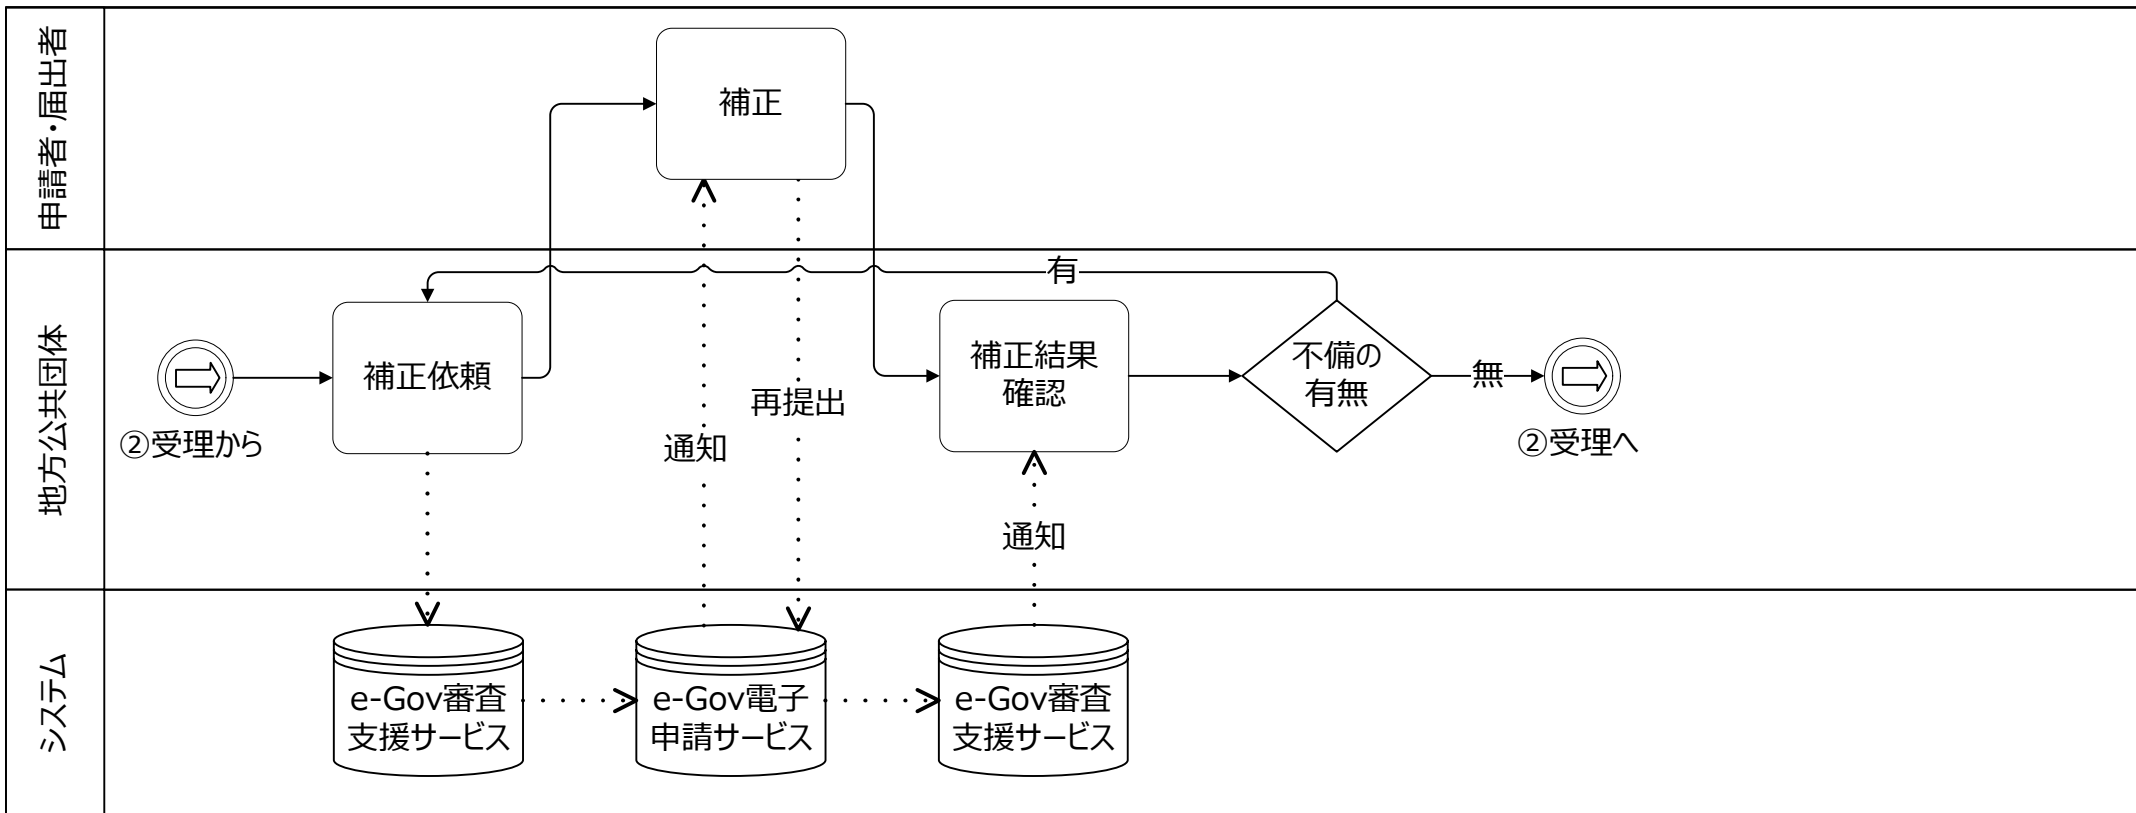 申請者・届出者
補正
地方公共団体
②受理から
補正依頼
通知
再提出
有
補正結果
確認
通知
不備の
有無
無
②受理へ
システム
e-Gov審査
支援サービス
e-Gov電子
申請サービス
e-Gov審査
支援サービス